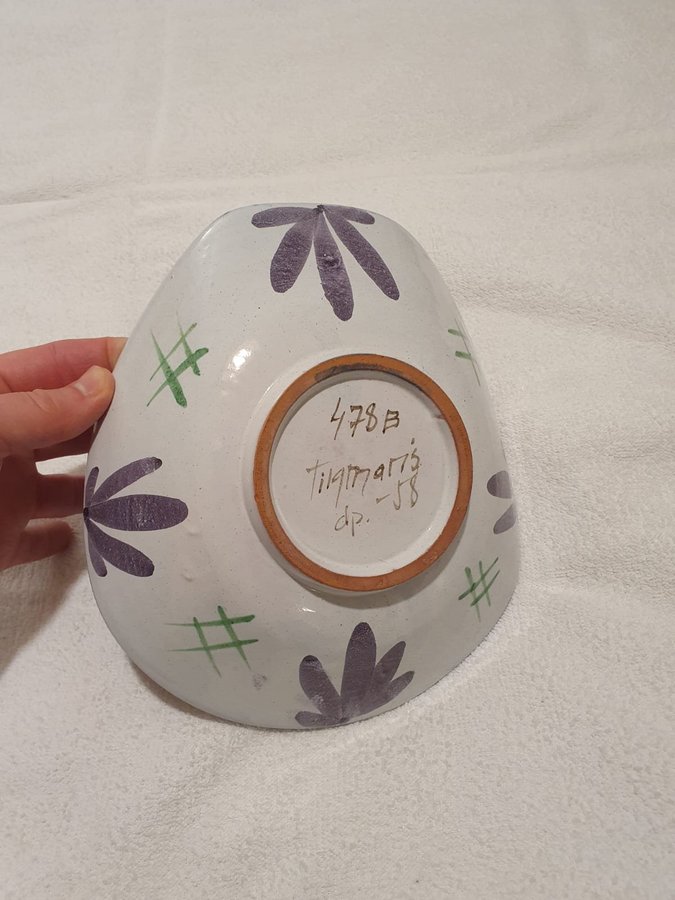 478B
Tilgmans
dp. -58